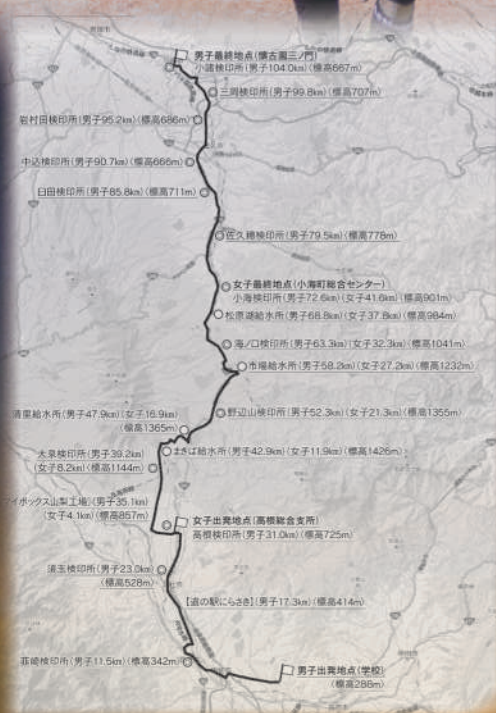 男子最終地点(懐古園三ノ門)
小諸検印所(男子104.0km)(標高667m)
三岡検印所(男子99.8km)(標高707m)
岩村田検印所(男子95.2km)(標高686m)
中込検印所(男子90.7km)(標高666m)
臼田検印所(男子85.8km)(標高711m)
佐久穂検印所(男子79.5km)(標高778m)
女子最終地点(小海町総合センター)
小海検印所(男子72.6km)(女子41.6km)(標高901m)
松原湖給水所(男子68.8km)(女子37.8km)(標高984m)
海ノ口検印所(男子63.3km)(女子32.3km)(標高1041m)
市場給水所(男子58.2km)(女子27.2km)(標高1232m)
野辺山検印所(男子52.3km)(女子21.3km)(標高1355m)
清里給水所(男子47.9km)(女子16.9km)
(標高1365m)
まきば給水所(男子42.9km)(女子11.9km)(標高1426m)
大泉検印所(男子39.2km)
(女子8.2km)(標高1144m)
イボックス山梨工場)(男子35.1km)
(女子4.1km)(標高857m)
女子出発地点(高根総合支所)
高根検印所(男子31.0km)(標高725m)
須玉検印所(男子23.0km)
(標高528m)
【道の駅にらさき】(男子17.3km)(標高414m)
韮崎検印所(男子11.5km)(標高342m)
男子出発地点(学校)
(標高288m)